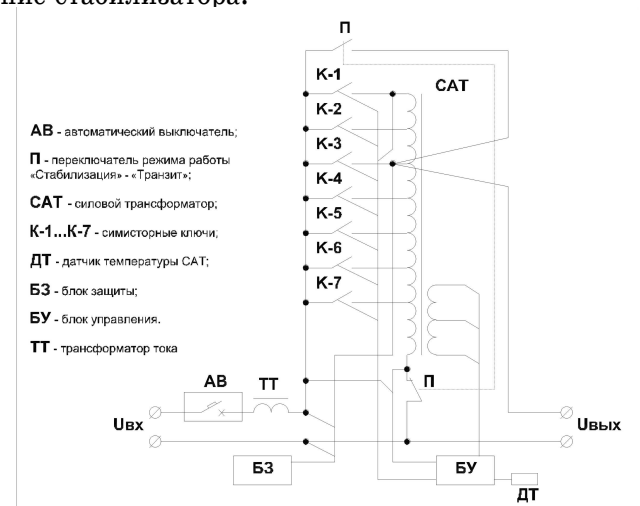 ние стабилизатора.
П
К-1
САТ
К-2
К-3
К-4
К-5
К-6
К-7
АВ - автоматический выключатель;
П - переключатель режима работы
«Стабилизация» - «Транзит»;
САТ - силовой трансформатор;
К-1...К-7 - симисторные ключи;
ДТ - датчик температуры САТ;
БЗ - блок защиты;
БУ - блок управления.
ТТ - трансформатор тока
АВ
ТТ
П
Uвх
Uвых
БЗ
БУ
ДТ